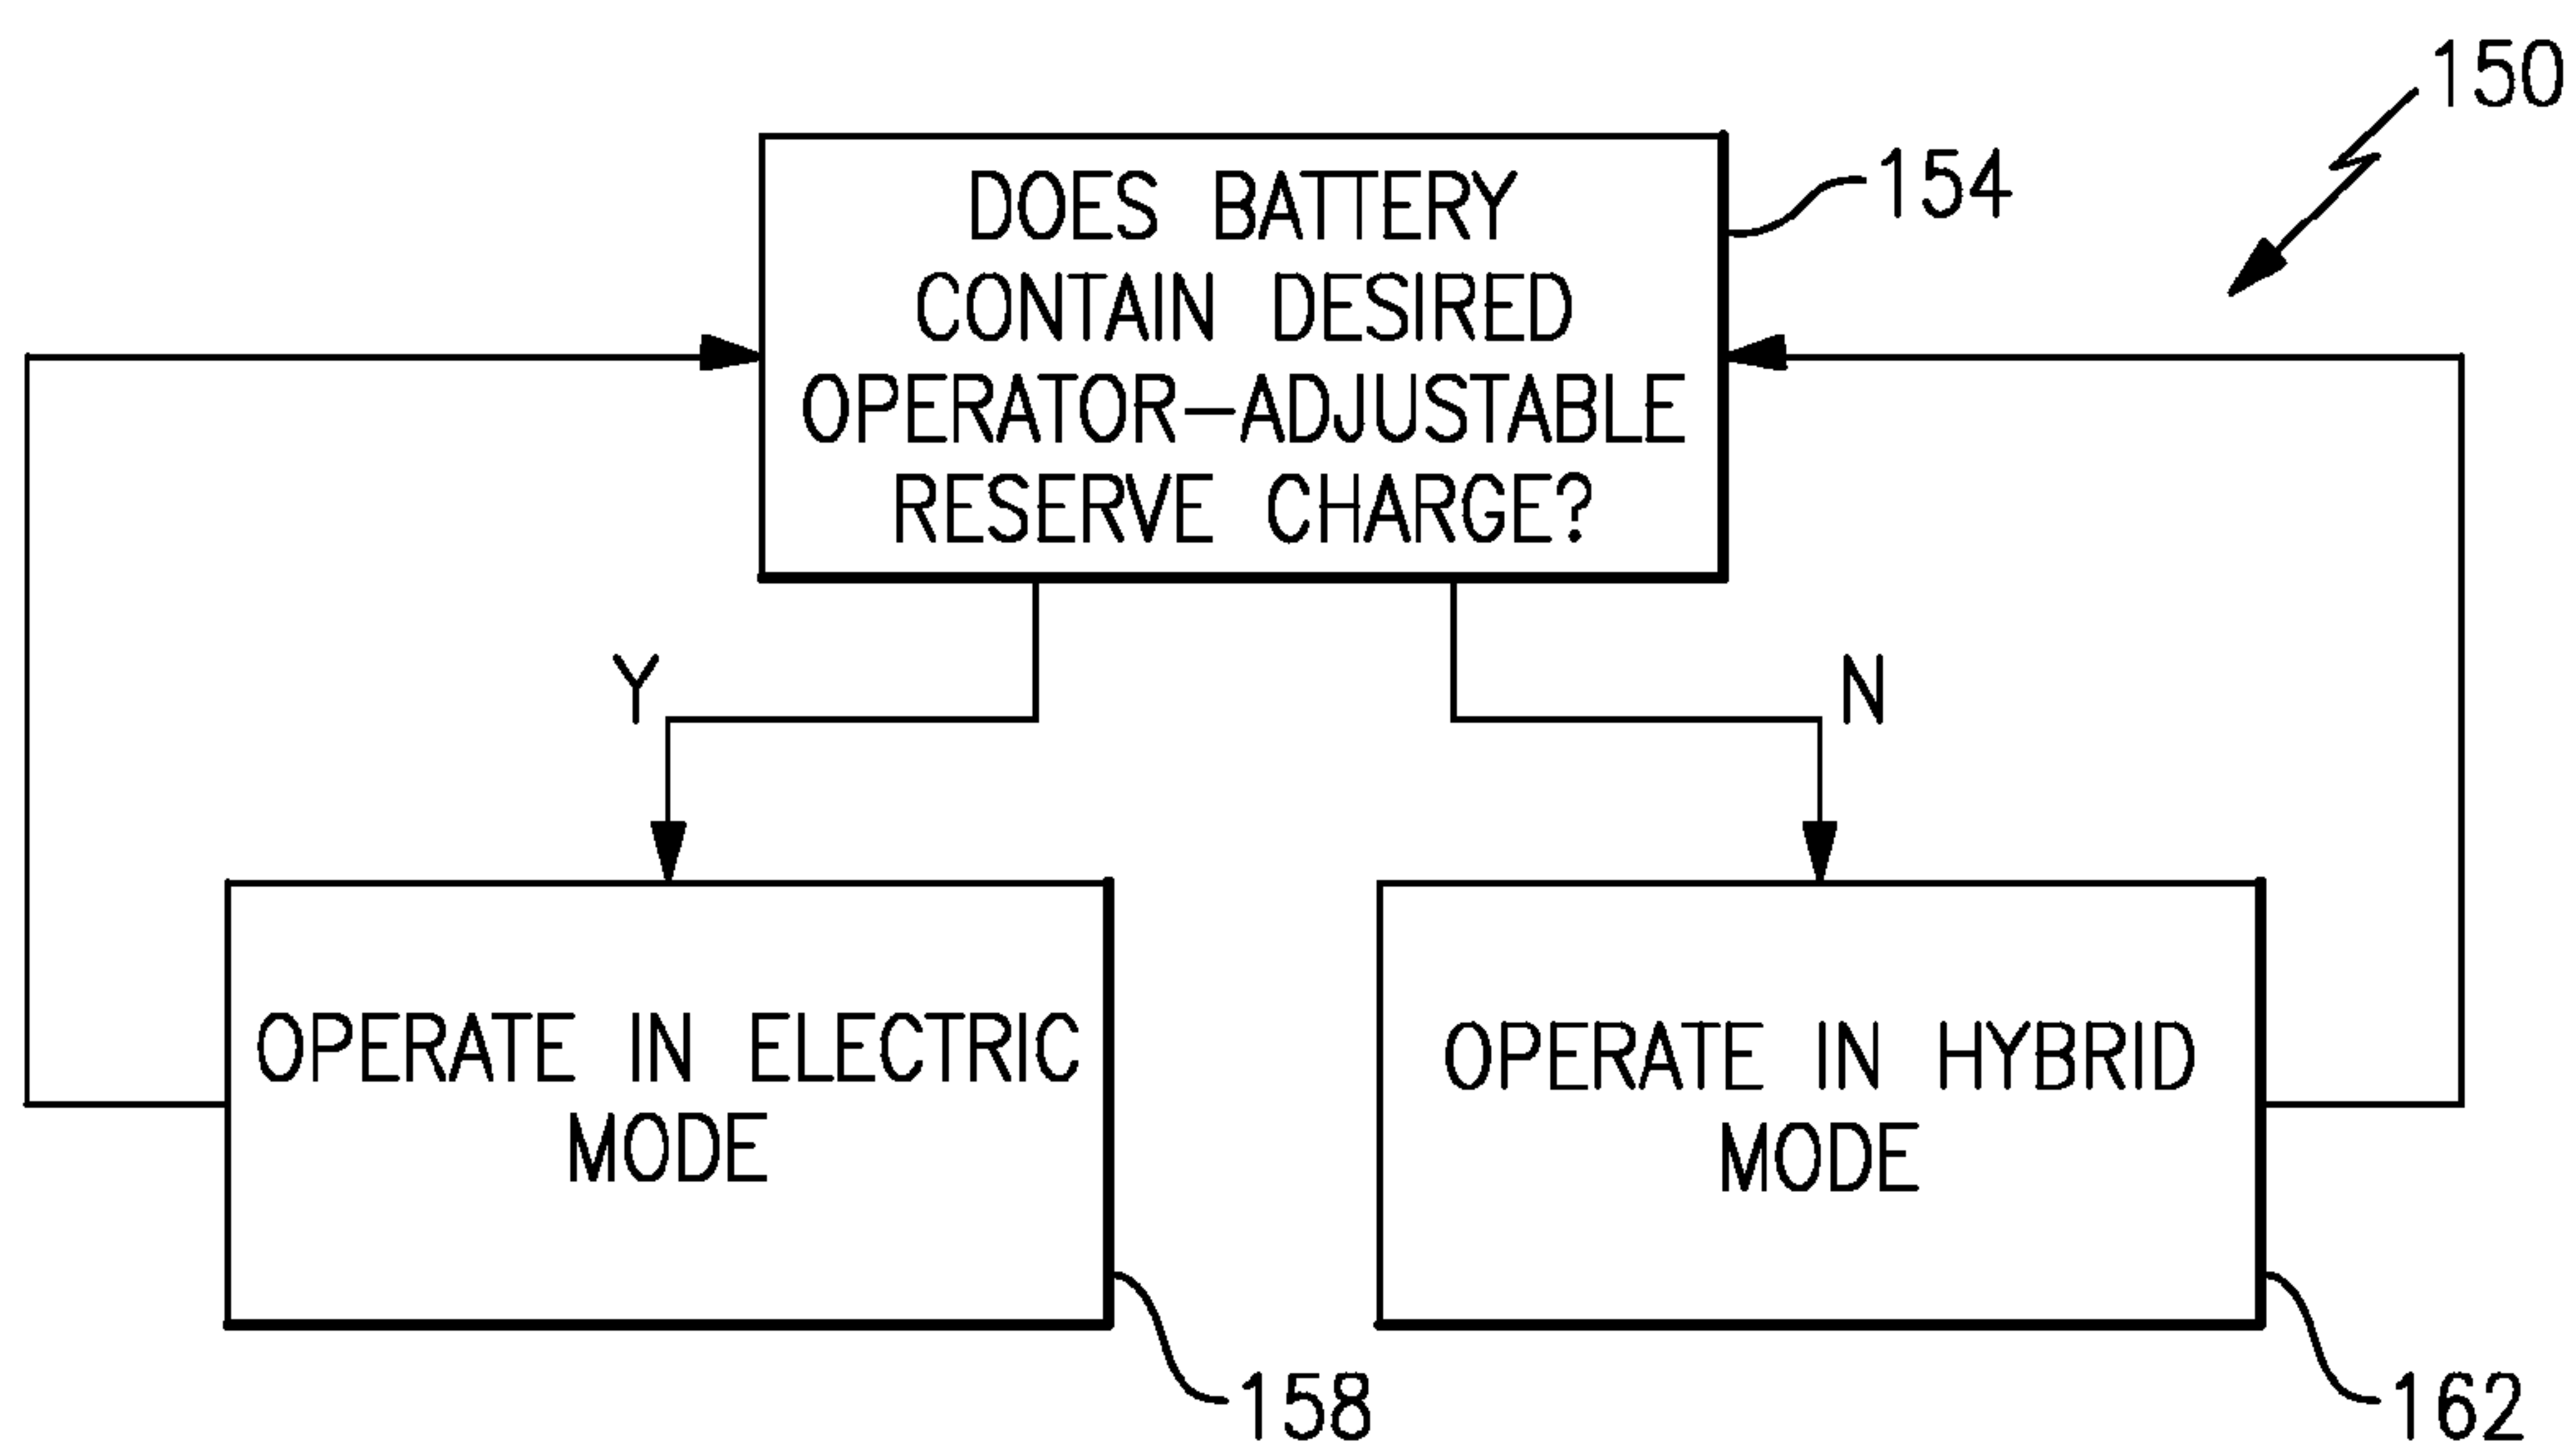 150
DOES BATTERY
CONTAIN DESIRED
OPERATOR-ADJUSTABLE
RESERVE CHARGE?
154
Y
N
OPERATE IN ELECTRIC
MODE
158
OPERATE IN HYBRID
MODE
162